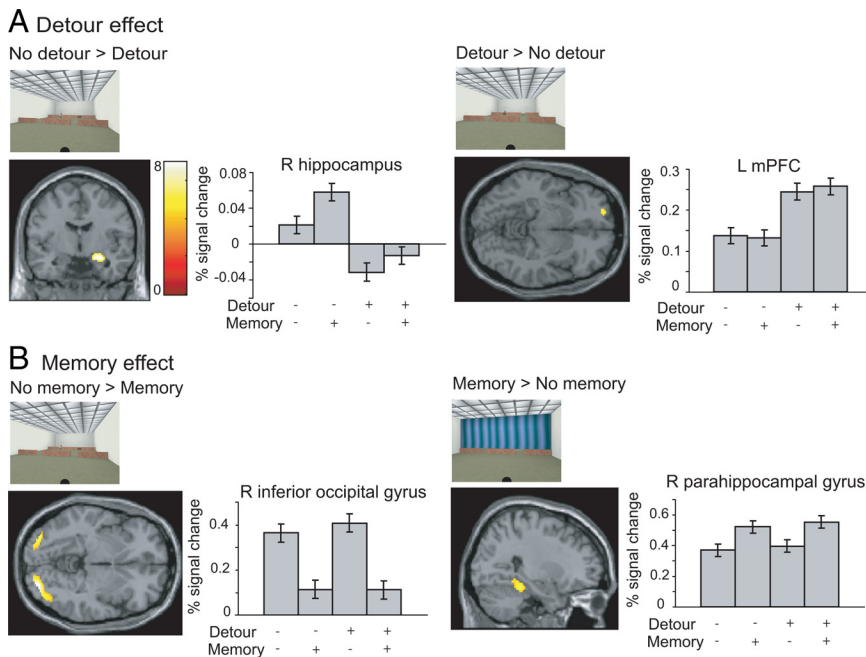 A Detour effect
No detour > Detour
Detour > No detour
8
0
R hippocampus
% signal change
0.08
0.04
0
-0.04
Detour - - + +
Memory - + - +
L mPFC
% signal change
0.3
0.2
0.1
0
Detour - - + +
Memory - + - +
B Memory effect
No memory > Memory
Memory > No memory
R inferior occipital gyrus
% signal change
0.4
0.2
0
Detour - - + +
Memory - + - +
R parahippocampal gyrus
% signal change
0.6
0.4
0.2
0
Detour - - + +
Memory - + - +